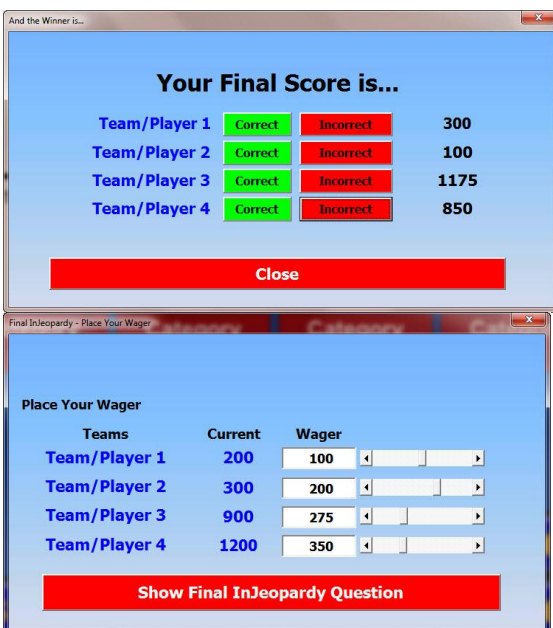 And the Winner is...
x
Your Final Score is...
Team/Player 1 Correct Incorrect 300
Team/Player 2 Correct Incorrect 100
Team/Player 3 Correct Incorrect 1175
Team/Player 4 Correct Incorrect 850
Close
Final InJeopardy - Place Your Wager
x
Category Category
Place Your Wager
Teams Current Wager
Team/Player 1 200 100
Team/Player 2 300 200
Team/Player 3 900 275
Team/Player 4 1200 350
Show Final InJeopardy Question